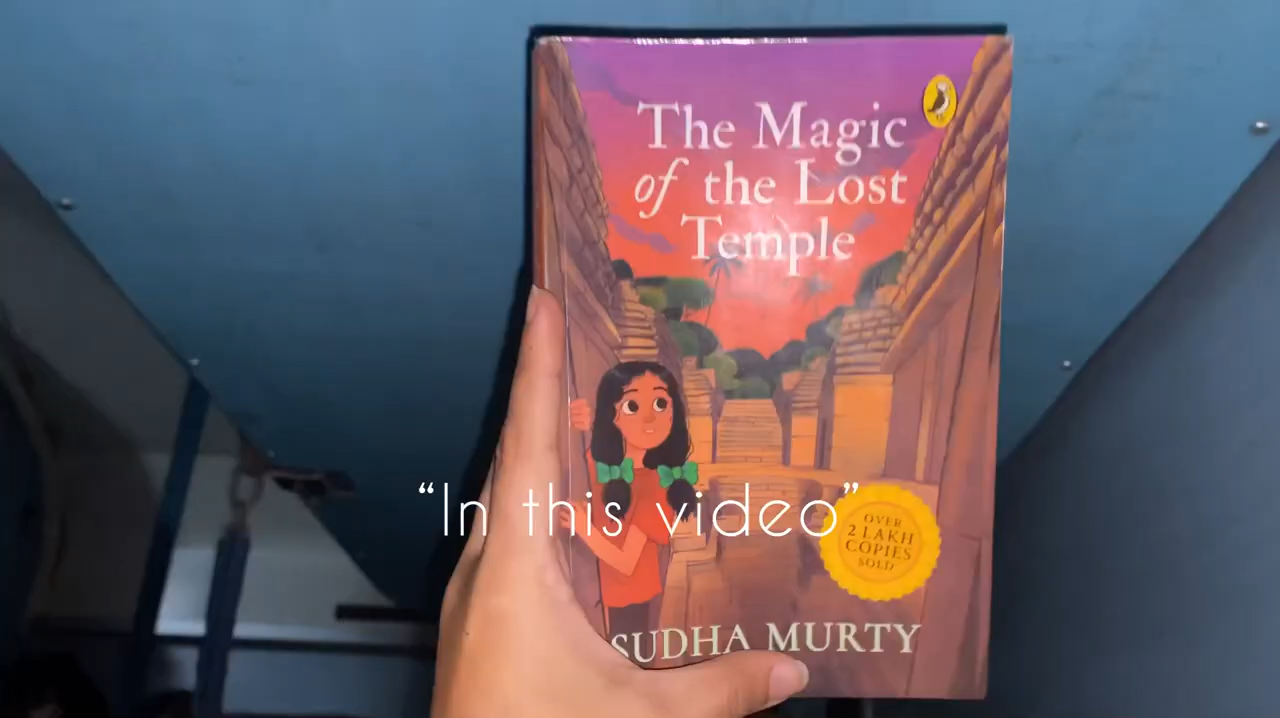 The Magic
of the Lost
Temple
“In this video”
OVER
2 LAKH
COPIES
SOLD
SUDHA MURTY